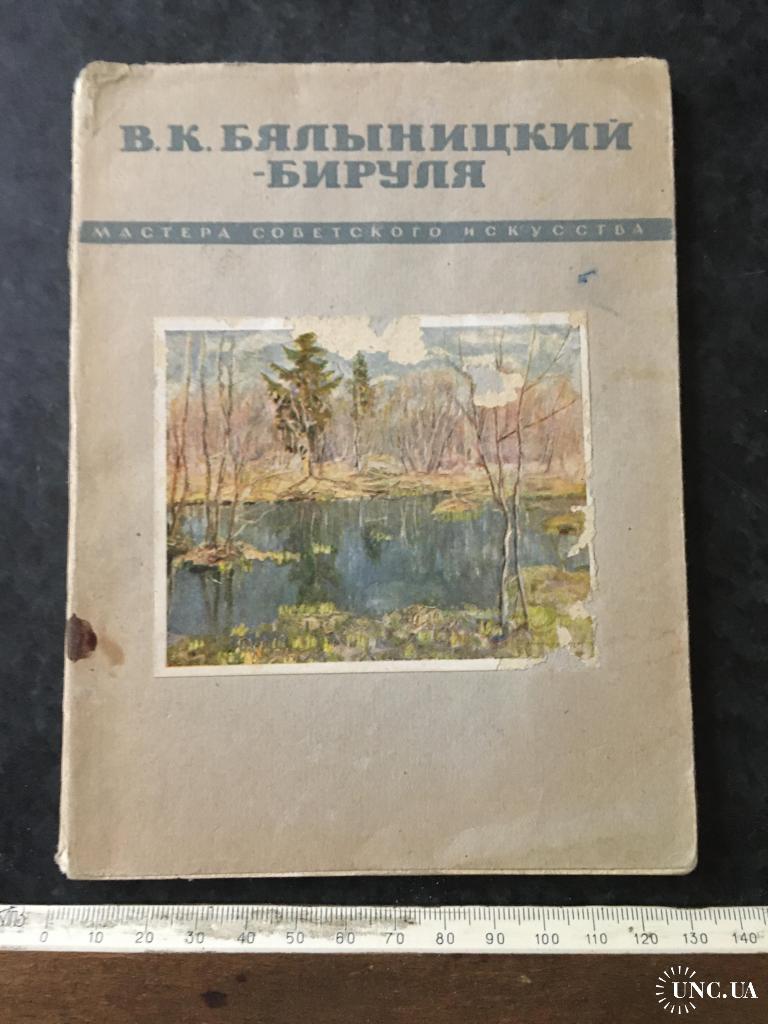 В.К. БЯЛЫНИЦКИЙ
-БИРУЛЯ
МАСТЕРА СОВЕТСКОГО ИСКУССТВА
0 10 20 30 40 50 60 70 80 90 100 110 120 130 140
UNC.UA